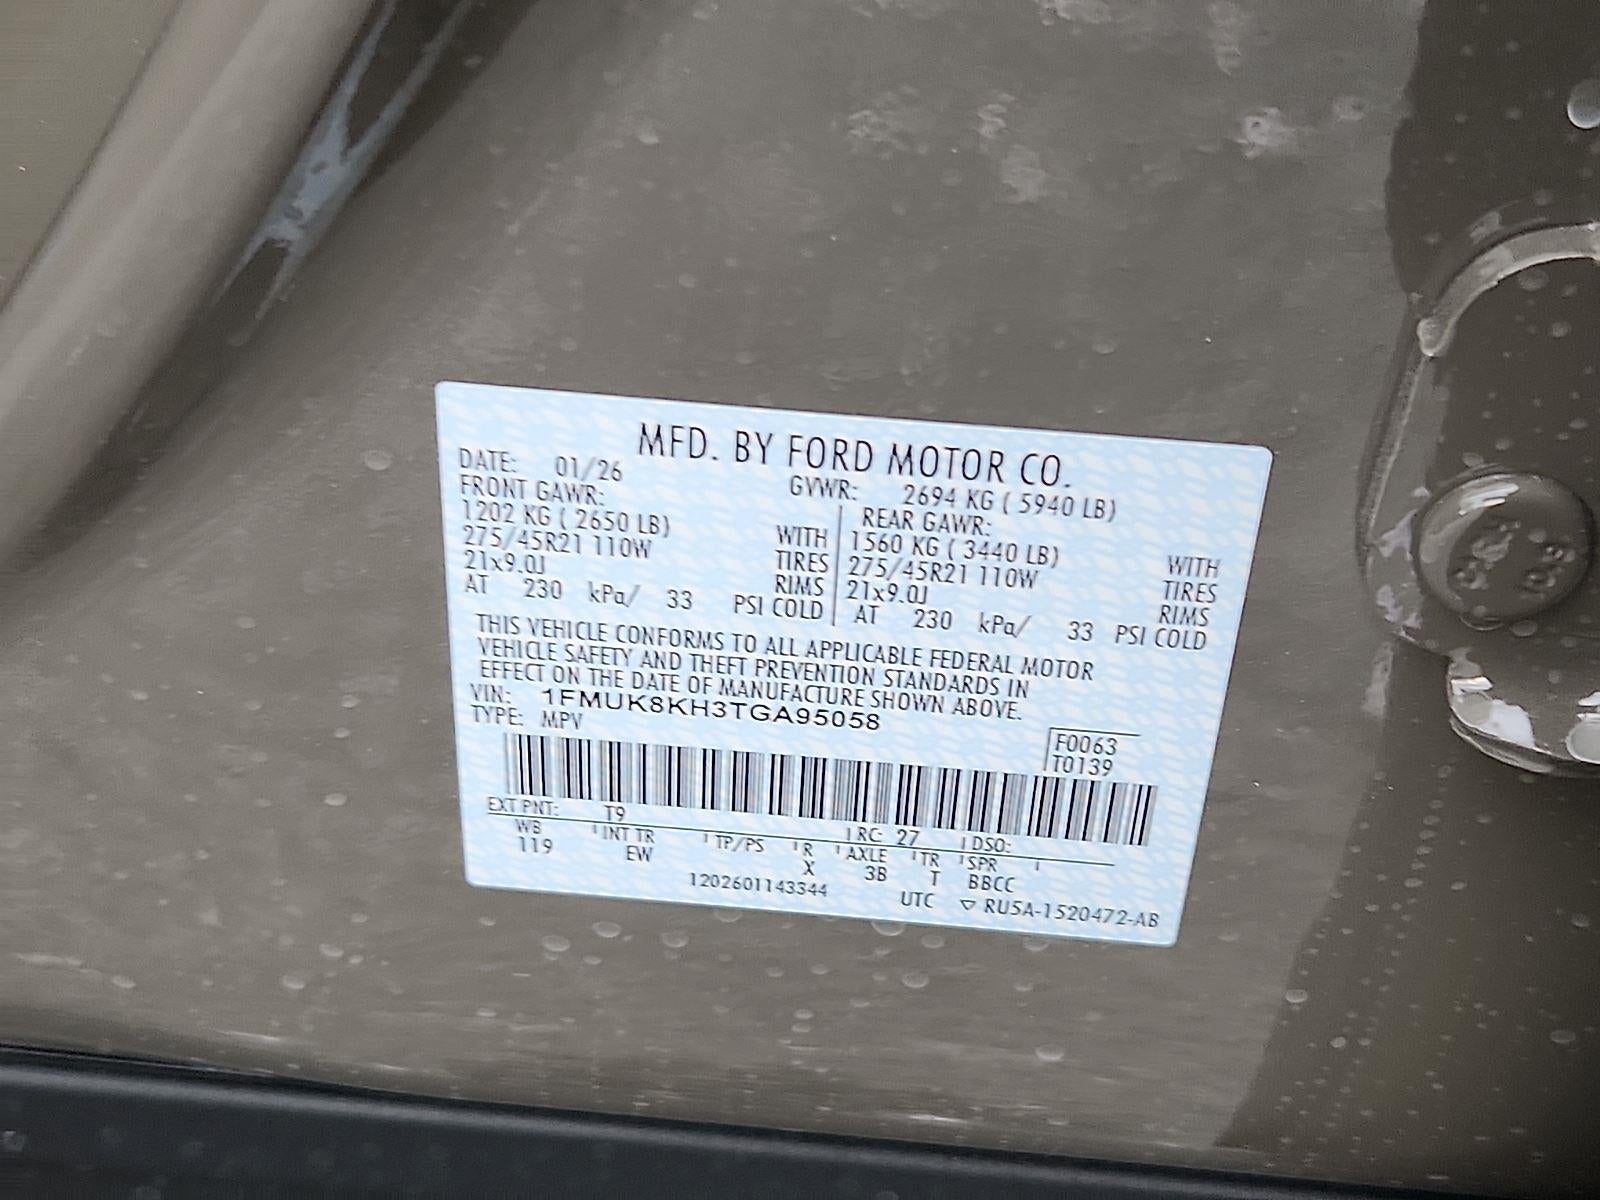 MFD. BY FORD MOTOR CO.
DATE: 01/26 GVWR: 2694 KG ( 5940 LB)
FRONT GAWR: REAR GAWR:
1202 KG ( 2650 LB) WITH 1560 KG ( 3440 LB) WITH
275/45R21 110W TIRES 275/45R21 110W TIRES
21x9.0J RIMS 21x9.0J RIMS
AT 230 kPa/ 33 PSI COLD AT 230 kPa/ 33 PSI COLD
THIS VEHICLE CONFORMS TO ALL APPLICABLE FEDERAL MOTOR
VEHICLE SAFETY AND THEFT PREVENTION STANDARDS IN
EFFECT ON THE DATE OF MANUFACTURE SHOWN ABOVE.
VIN: 1FMUK8KH3TGA95058
TYPE: MPV
F0063
T0139
EXT PNT: T9 RC: 27 DSO:
WB INT TR TP/PS R AXLE TR SPR
119 EW X 3B T BBCC
1202601143344 UTC ▽ RU5A-1520472-AB